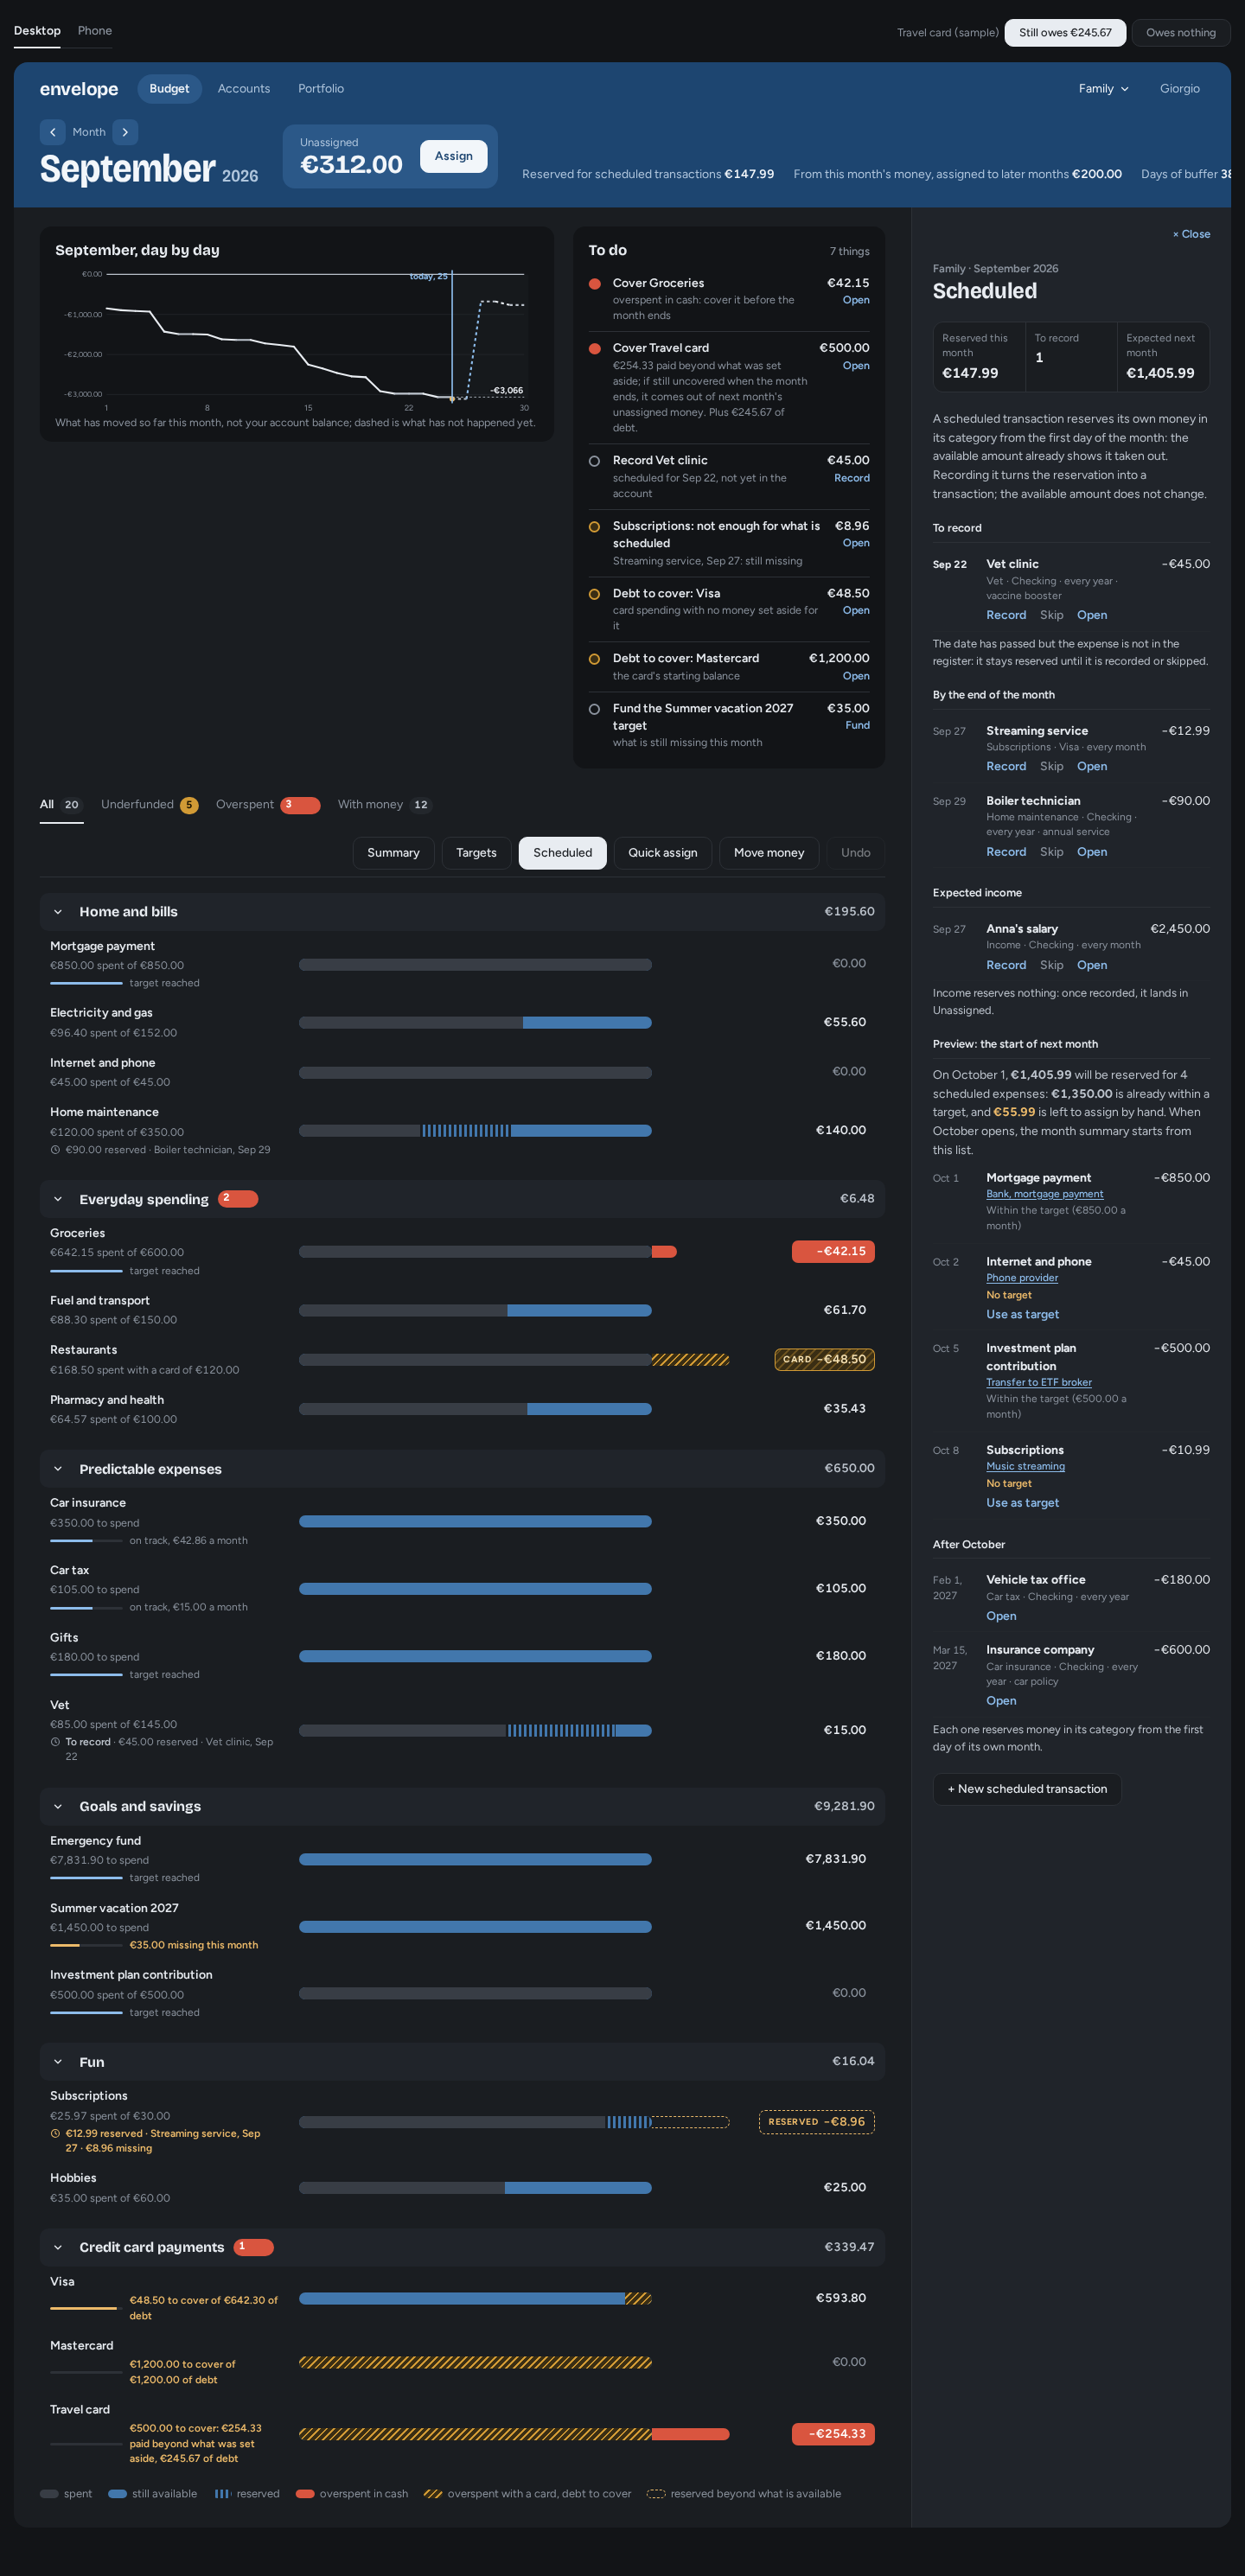 Desktop
Phone
Travel card (sample)
Still owes €245.67
Owes nothing
envelope
Budget
Accounts
Portfolio
Family
Giorgio
Month
September 2026
Unassigned
€312.00
Assign
Reserved for scheduled transactions €147.99
From this month's money, assigned to later months €200.00
Days of buffer 38
September, day by day
€0.00
-€1,000.00
-€2,000.00
-€3,000.00
today, 25
-€3,066
1
8
15
22
30
What has moved so far this month, not your account balance; dashed is what has not happened yet.
To do
7 things
Cover Groceries
€42.15
overspent in cash: cover it before the
month ends
Open
Cover Travel card
€500.00
€254.33 paid beyond what was set
aside; if still uncovered when the month
ends, it comes out of next month's
unassigned money. Plus €245.67 of
debt.
Open
Record Vet clinic
€45.00
scheduled for Sep 22, not yet in the
account
Record
Subscriptions: not enough for what is
scheduled
€8.96
Streaming service, Sep 27: still missing
Open
Debt to cover: Visa
€48.50
card spending with no money set aside for
it
Open
Debt to cover: Mastercard
€1,200.00
the card's starting balance
Open
Fund the Summer vacation 2027
target
€35.00
what is still missing this month
Fund
All 20
Underfunded 5
Overspent 3
With money 12
Summary
Targets
Scheduled
Quick assign
Move money
Undo
Home and bills
€195.60
Mortgage payment
€850.00 spent of €850.00
target reached
€0.00
Electricity and gas
€96.40 spent of €152.00
€55.60
Internet and phone
€45.00 spent of €45.00
€0.00
Home maintenance
€120.00 spent of €350.00
€90.00 reserved · Boiler technician, Sep 29
€140.00
Everyday spending 2
€6.48
Groceries
€642.15 spent of €600.00
target reached
-€42.15
Fuel and transport
€88.30 spent of €150.00
€61.70
Restaurants
€168.50 spent with a card of €120.00
CARD -€48.50
Pharmacy and health
€64.57 spent of €100.00
€35.43
Predictable expenses
€650.00
Car insurance
€350.00 to spend
on track, €42.86 a month
€350.00
Car tax
€105.00 to spend
on track, €15.00 a month
€105.00
Gifts
€180.00 to spend
target reached
€180.00
Vet
€85.00 spent of €145.00
To record · €45.00 reserved · Vet clinic, Sep
22
€15.00
Goals and savings
€9,281.90
Emergency fund
€7,831.90 to spend
target reached
€7,831.90
Summer vacation 2027
€1,450.00 to spend
€35.00 missing this month
€1,450.00
Investment plan contribution
€500.00 spent of €500.00
target reached
€0.00
Fun
€16.04
Subscriptions
€25.97 spent of €30.00
€12.99 reserved · Streaming service, Sep
27 · €8.96 missing
RESERVED -€8.96
Hobbies
€35.00 spent of €60.00
€25.00
Credit card payments 1
€339.47
Visa
€48.50 to cover of €642.30 of
debt
€593.80
Mastercard
€1,200.00 to cover of
€1,200.00 of debt
€0.00
Travel card
€500.00 to cover: €254.33
paid beyond what was set
aside, €245.67 of debt
-€254.33
spent
still available
reserved
overspent in cash
overspent with a card, debt to cover
reserved beyond what is available
× Close
Family · September 2026
Scheduled
Reserved this
month
€147.99
To record
1
Expected next
month
€1,405.99
A scheduled transaction reserves its own money in
its category from the first day of the month: the
available amount already shows it taken out.
Recording it turns the reservation into a
transaction; the available amount does not change.
To record
Sep 22
Vet clinic
-€45.00
Vet · Checking · every year ·
vaccine booster
Record
Skip
Open
The date has passed but the expense is not in the
register: it stays reserved until it is recorded or skipped.
By the end of the month
Sep 27
Streaming service
-€12.99
Subscriptions · Visa · every month
Record
Skip
Open
Sep 29
Boiler technician
-€90.00
Home maintenance · Checking ·
every year · annual service
Record
Skip
Open
Expected income
Sep 27
Anna's salary
€2,450.00
Income · Checking · every month
Record
Skip
Open
Income reserves nothing: once recorded, it lands in
Unassigned.
Preview: the start of next month
On October 1, €1,405.99 will be reserved for 4
scheduled expenses: €1,350.00 is already within a
target, and €55.99 is left to assign by hand. When
October opens, the month summary starts from
this list.
Oct 1
Mortgage payment
-€850.00
Bank, mortgage payment
Within the target (€850.00 a
month)
Oct 2
Internet and phone
-€45.00
Phone provider
No target
Use as target
Oct 5
Investment plan
contribution
-€500.00
Transfer to ETF broker
Within the target (€500.00 a
month)
Oct 8
Subscriptions
-€10.99
Music streaming
No target
Use as target
After October
Feb 1,
2027
Vehicle tax office
-€180.00
Car tax · Checking · every year
Open
Mar 15,
2027
Insurance company
-€600.00
Car insurance · Checking · every
year · car policy
Open
Each one reserves money in its category from the first
day of its own month.
+ New scheduled transaction